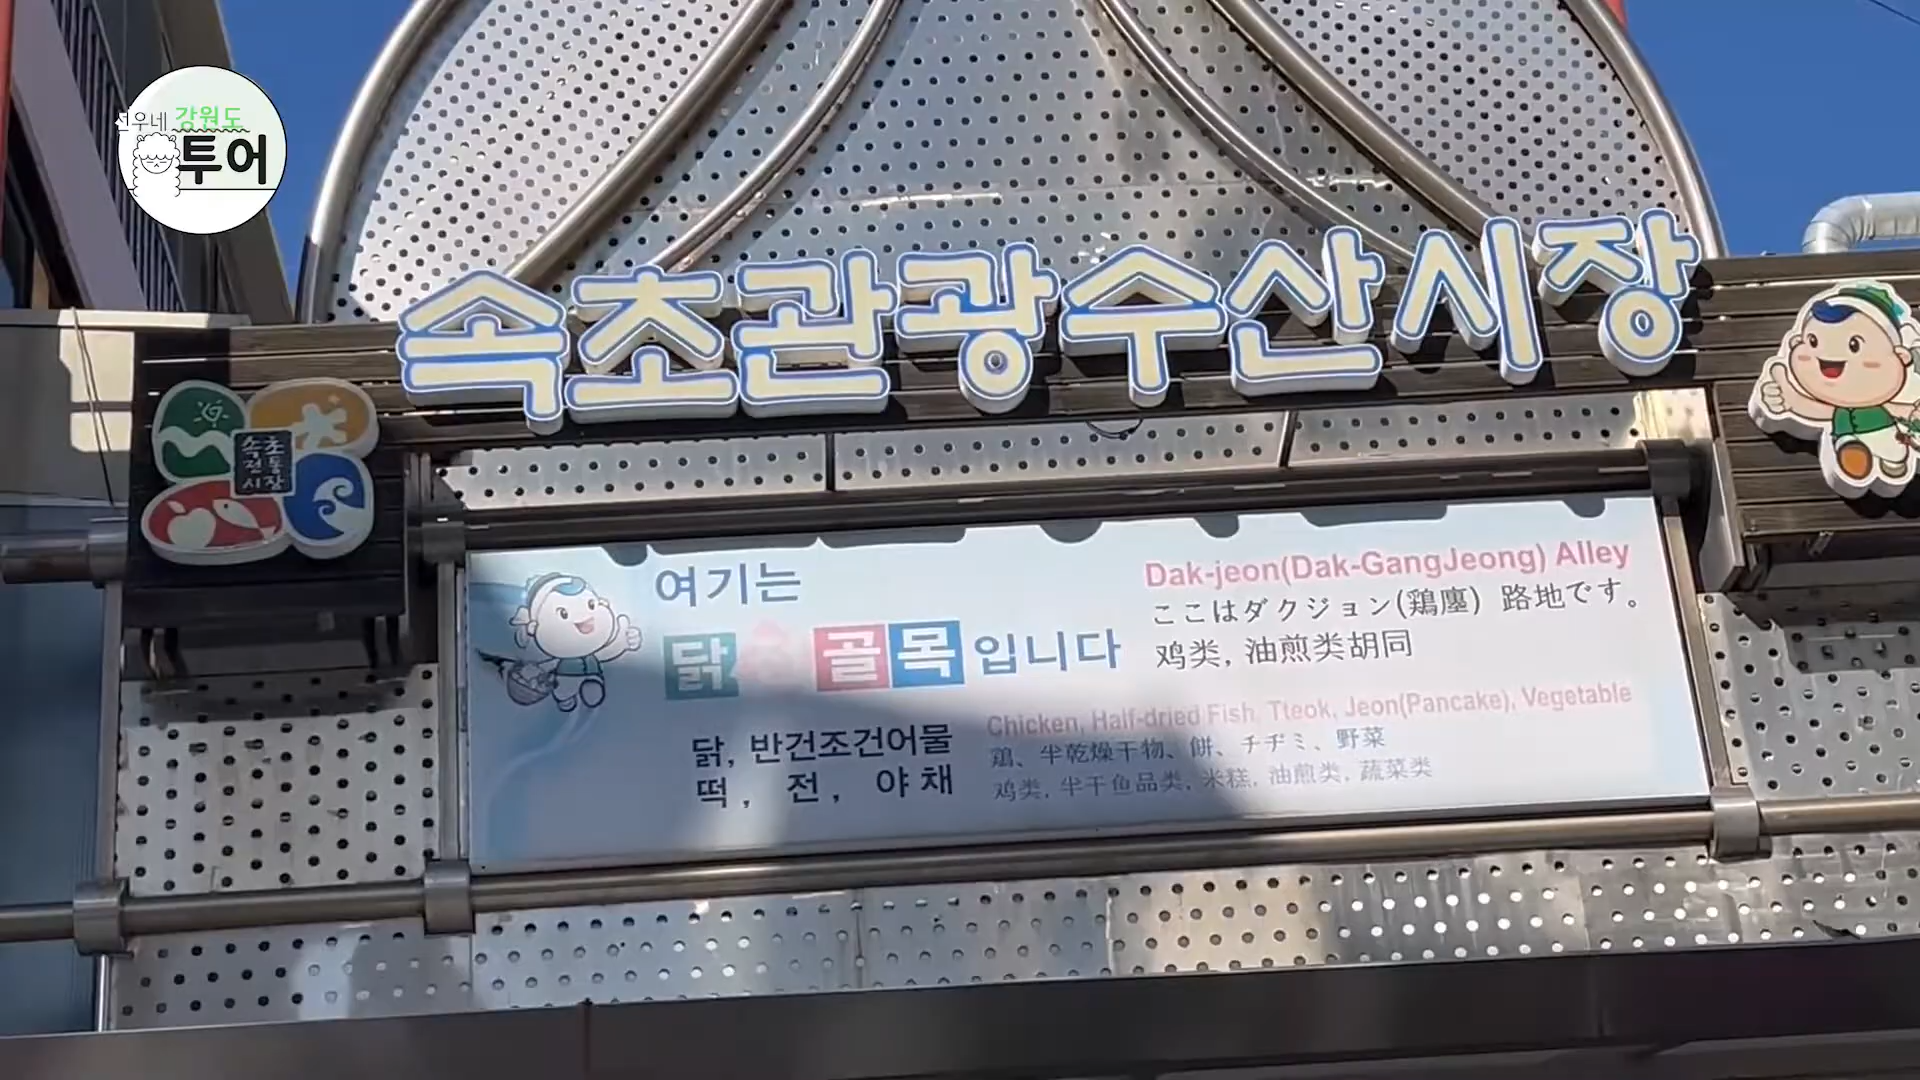 선우네 강원도
투어
속초관광수산시장
속초
전통
시장
여기는
닭전골목입니다
Dak-jeon(Dak-GangJeong) Alley
ここはダクジョン(鶏廛) 路地です。
鸡类, 油煎类胡同
닭, 반건조건어물
떡, 전, 야채
Chicken, Half-dried Fish, Tteok, Jeon(Pancake), Vegetable
鶏、半乾燥干物、餅、チヂミ、野菜
鸡类, 半干鱼品类, 米糕, 油煎类, 蔬菜类